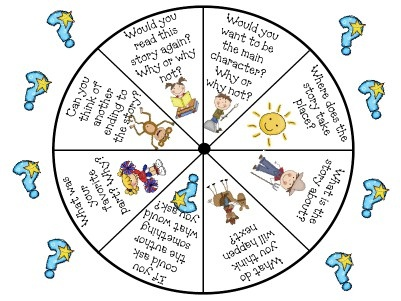 Would you
read this
story again?
Why or why
not?
Would you
want to be
the main
character?
Why or
why not?
Where does the
story take
place?
What is the
story about?
What do
you think
will happen
next?
If you
could ask
the author
something
what would
you ask?
What was
your
favorite
part? Why?
Can you
think of
another
ending to
the story?